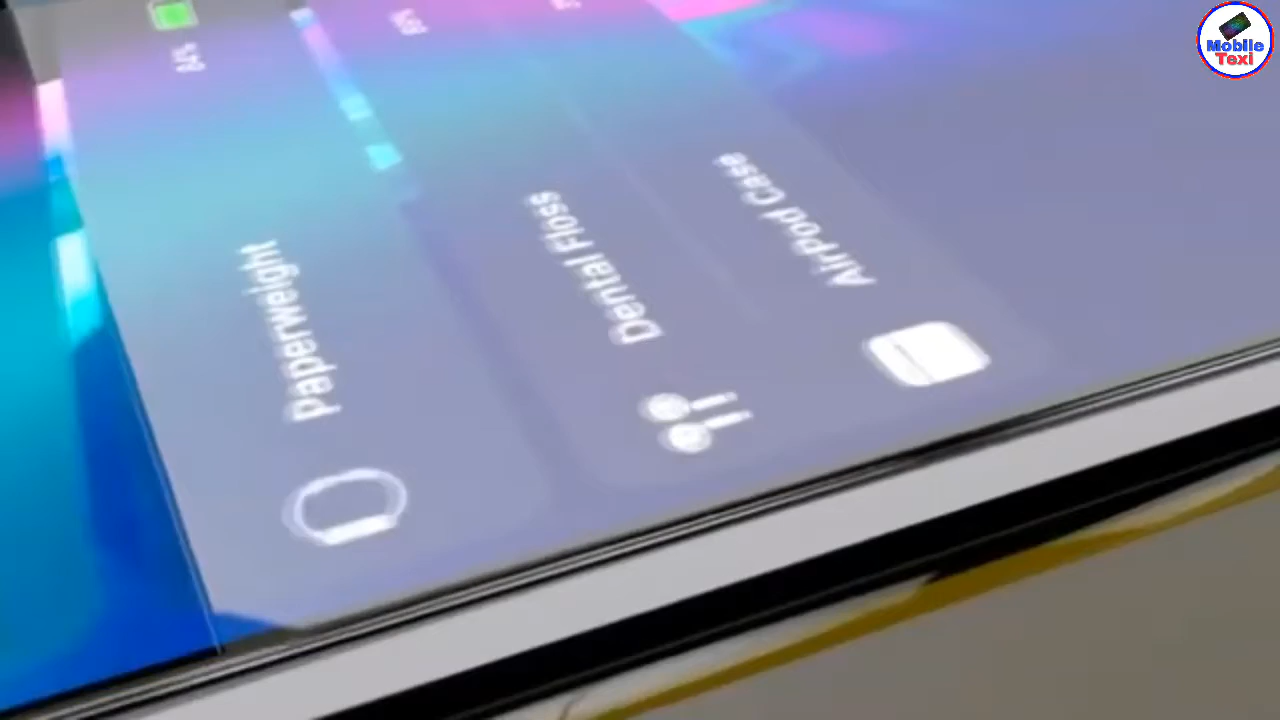 Mobile
Texi
Paperweight
Dental Floss
AirPod Case